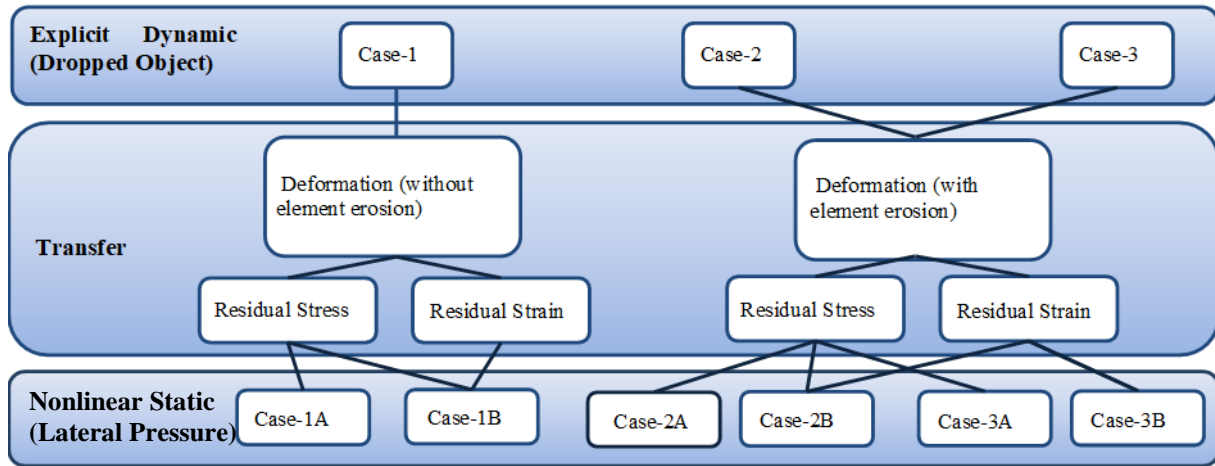 Explicit Dynamic
(Dropped Object)
Case-1
Case-2
Case-3
Transfer
Deformation (without
element erosion)
Deformation (with
element erosion)
Residual Stress
Residual Strain
Residual Stress
Residual Strain
Nonlinear Static
(Lateral Pressure)
Case-1A
Case-1B
Case-2A
Case-2B
Case-3A
Case-3B